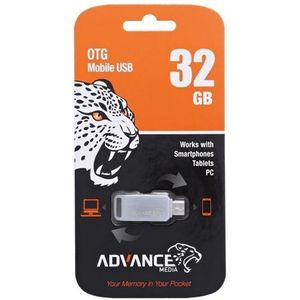 OTG
Mobile USB
32
GB
Works with
Smartphones
Tablets
PC
ADVANCE
MEDIA
Your Memory in Your Pocket